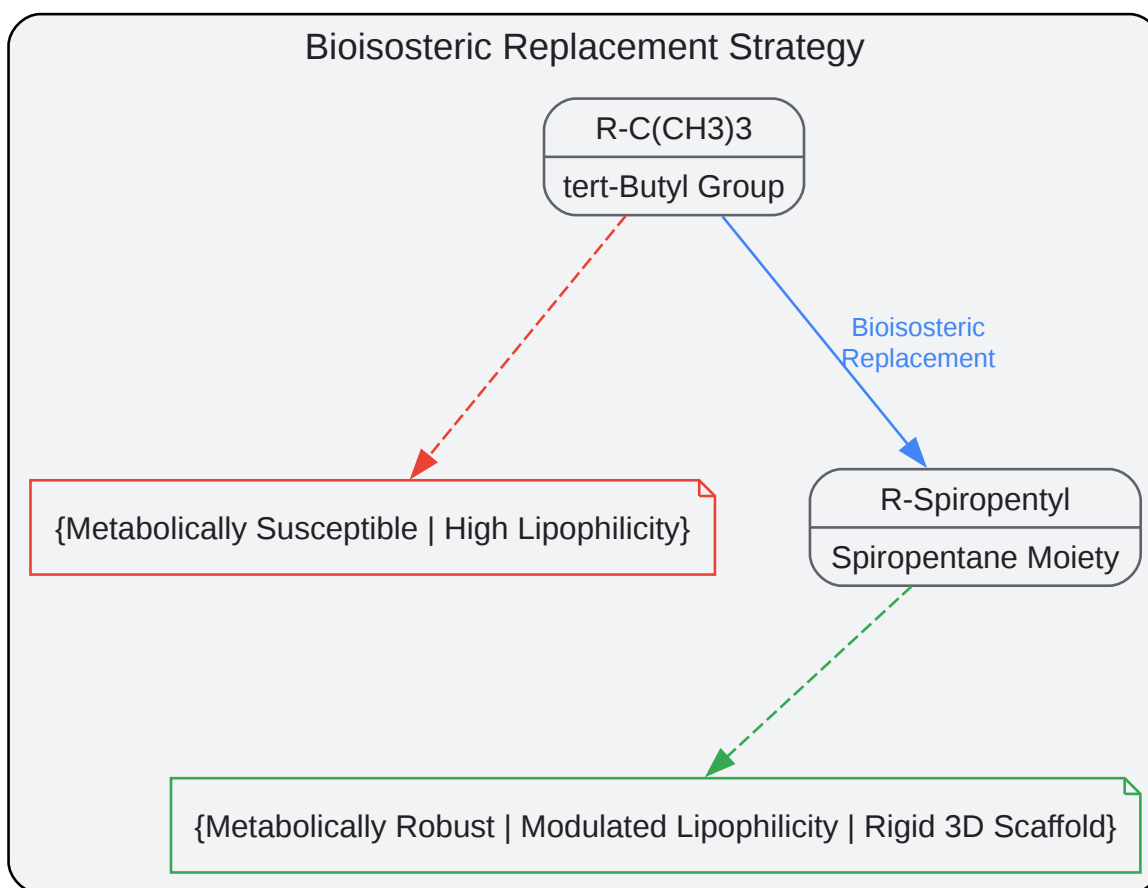 Bioisosteric Replacement Strategy
R-C(CH3)3
tert-Butyl Group
Bioisosteric
Replacement
{Metabolically Susceptible | High Lipophilicity}
R-Spiropentyl
Spiropentane Moiety
{Metabolically Robust | Modulated Lipophilicity | Rigid 3D Scaffold}